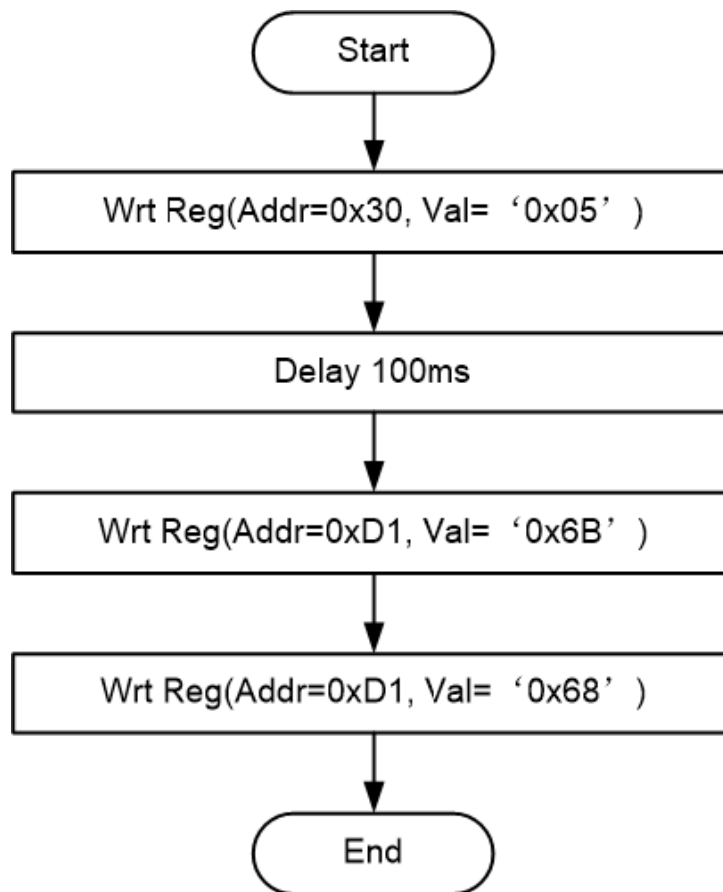 Start
Wrt Reg(Addr=0x30, Val= ‘0x05’)
Delay 100ms
Wrt Reg(Addr=0xD1, Val= ‘0x6B’)
Wrt Reg(Addr=0xD1, Val= ‘0x68’)
End